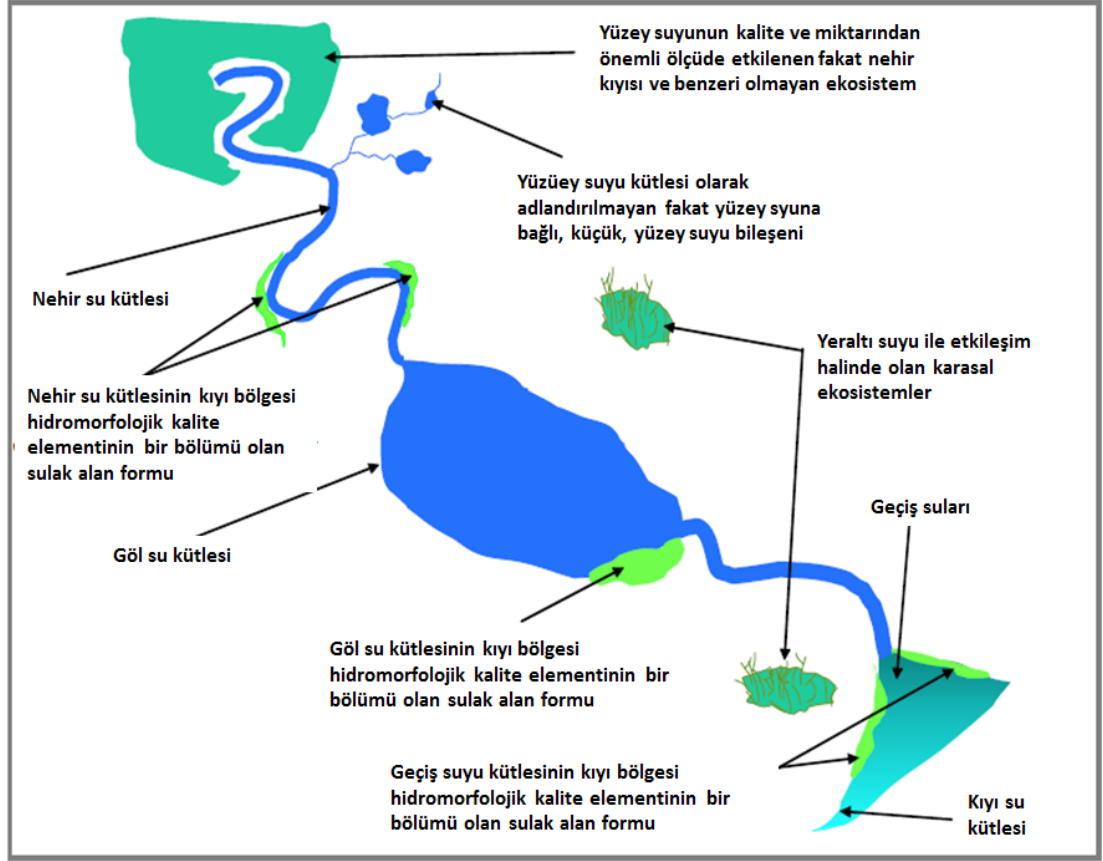 Yüzey suyunun kalite ve miktarından
önemli ölçüde etkilenen fakat nehir
kıyısı ve benzeri olmayan ekosistem
Yüzüey suyu kütlesi olarak
adlandırılmayan fakat yüzey syuna
bağlı, küçük, yüzey suyu bileşeni
Nehir su kütlesi
Yeraltı suyu ile etkileşim
halinde olan karasal
ekosistemler
Nehir su kütlesinin kıyı bölgesi
hidromorfolojik kalite
elementinin bir bölümü olan
sulak alan formu
Geçiş suları
Göl su kütlesi
Göl su kütlesinin kıyı bölgesi
hidromorfolojik kalite elementinin bir
bölümü olan sulak alan formu
Geçiş suyu kütlesinin kıyı bölgesi
hidromorfolojik kalite elementinin bir
bölümü olan sulak alan formu
Kıyı su
kütlesi